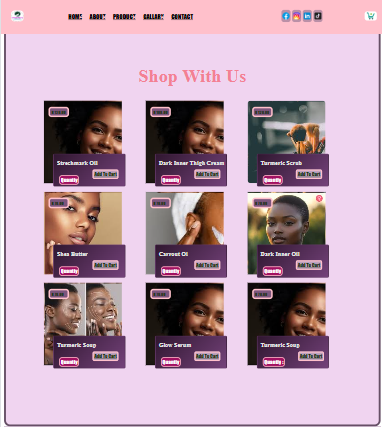 HOME ABOUT PRODUCT GALLARY CONTACT
Shop With Us
Stretchmark Oil
Add To Cart
Quantity
Dark Inner Thigh Cream
Add To Cart
Quantity
Turmeric Scrub
Add To Cart
Quantity
Shea Butter
Add To Cart
Quantity
Add To Cart
Quantity
Dark Inner Oil
Add To Cart
Quantity
Turmeric Soap
Add To Cart
Quantity
Glow Serum
Add To Cart
Quantity
Turmeric Soap
Add To Cart
Quantity